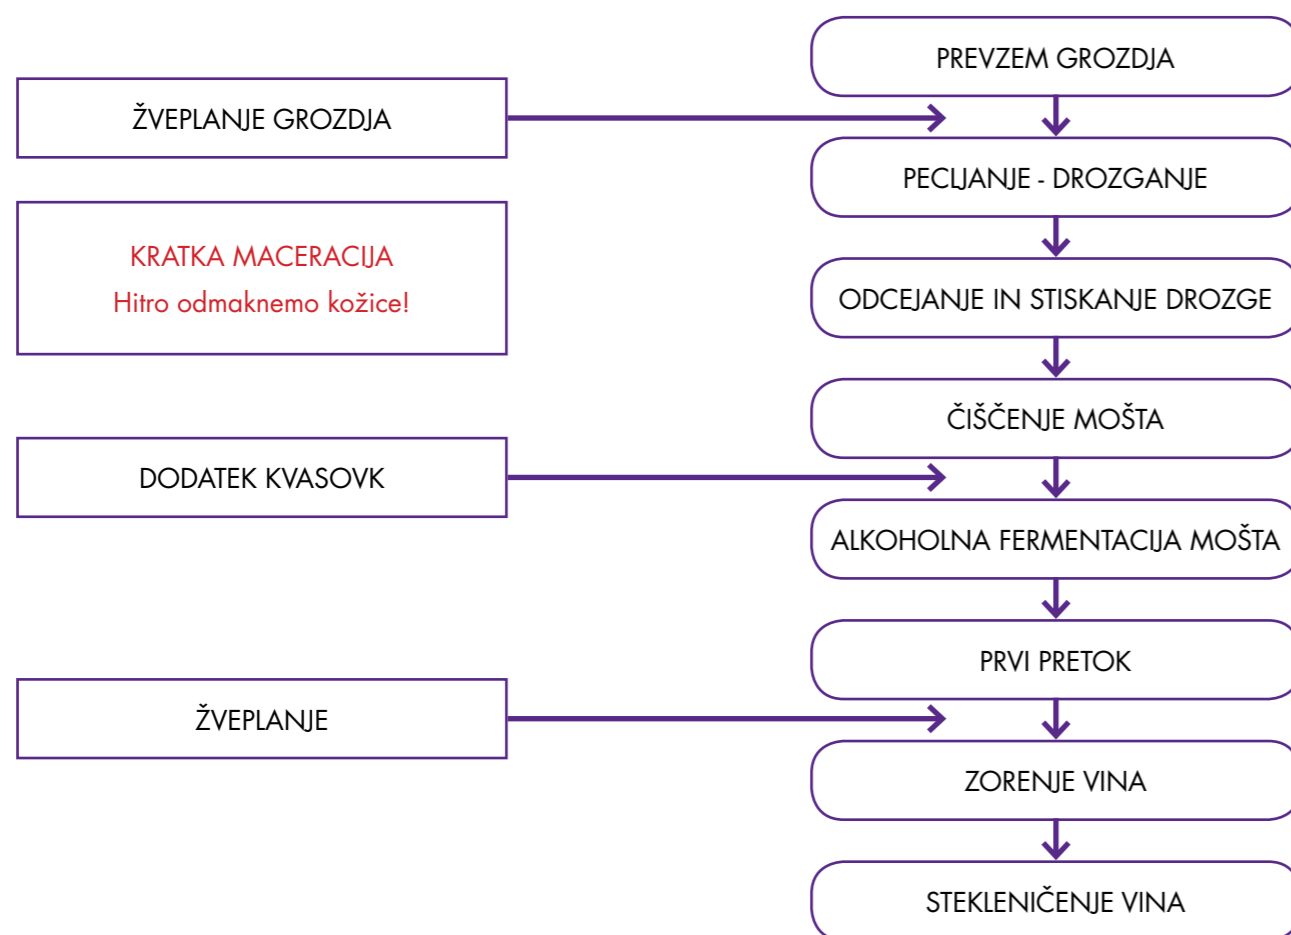 PREVZEM GROZDJA
ŽVEPLANJE GROZDJA
PECLJANJE - DROZGANJE
KRATKA MACERACIJA
Hitro odmaknemo kožice!
ODCEJANJE IN STISKANJE DROZGE
ČIŠČENJE MOŠTA
DODATEK KVASOVK
ALKOHOLNA FERMENTACIJA MOŠTA
PRVI PRETOK
ŽVEPLANJE
ZORENJE VINA
STEKLENIČENJE VINA